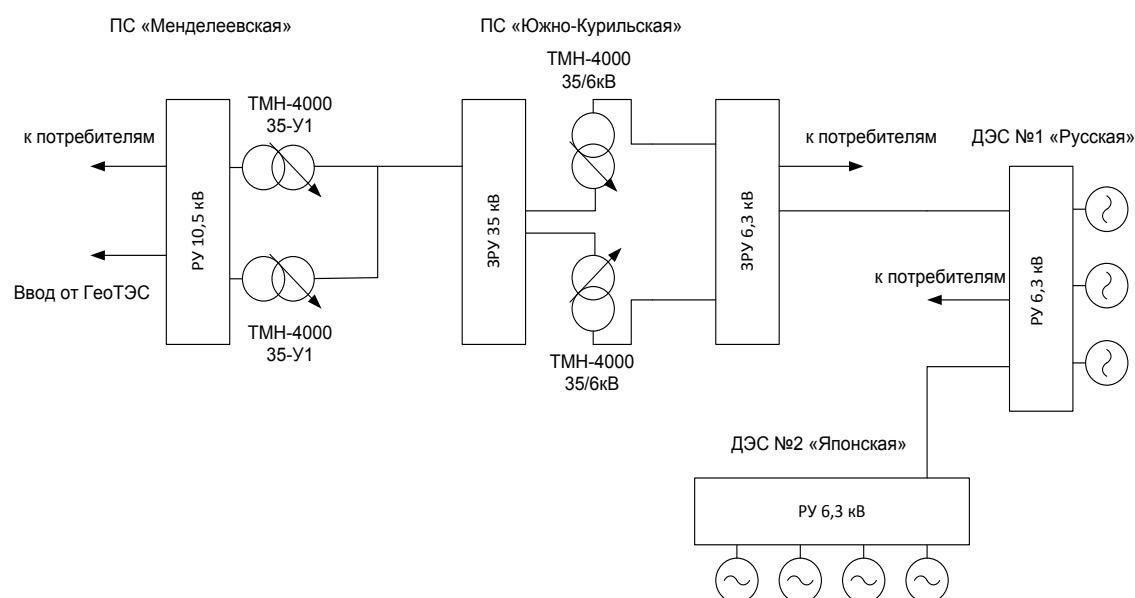 ПС «Менделеевская»
ПС «Южно-Курильская»
ТМН-4000
35/6кВ
ТМН-4000
35-У1
к потребителям
РУ 10,5 кВ
Ввод от ГеоТЭС
ТМН-4000
35-У1
ЗРУ 35 кВ
ТМН-4000
35/6кВ
ЗРУ 6,3 кВ
к потребителям
ДЭС №1 «Русская»
к потребителям
РУ 6,3 кВ
ДЭС №2 «Японская»
РУ 6,3 кВ